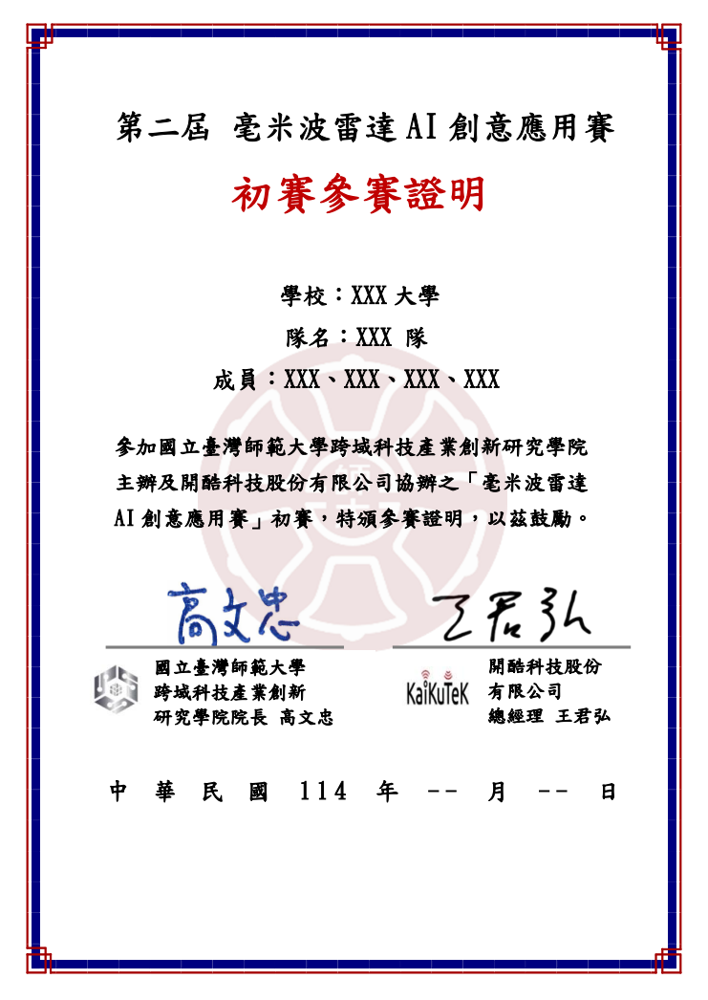 第二屆 毫米波雷達 AI 創意應用賽
初賽參賽證明
學校：XXX 大學
隊名：XXX 隊
成員：XXX、XXX、XXX、XXX
參加國立臺灣師範大學跨域科技產業創新研究學院
主辦及開酷科技股份有限公司協辦之「毫米波雷達
AI 創意應用賽」初賽，特頒參賽證明，以茲鼓勵。
高文忠
王君弘
國立臺灣師範大學
跨域科技產業創新
研究學院院長 高文忠
KaiKuTeK
開酷科技股份
有限公司
總經理 王君弘
中 華 民 國 114 年 -- 月 -- 日